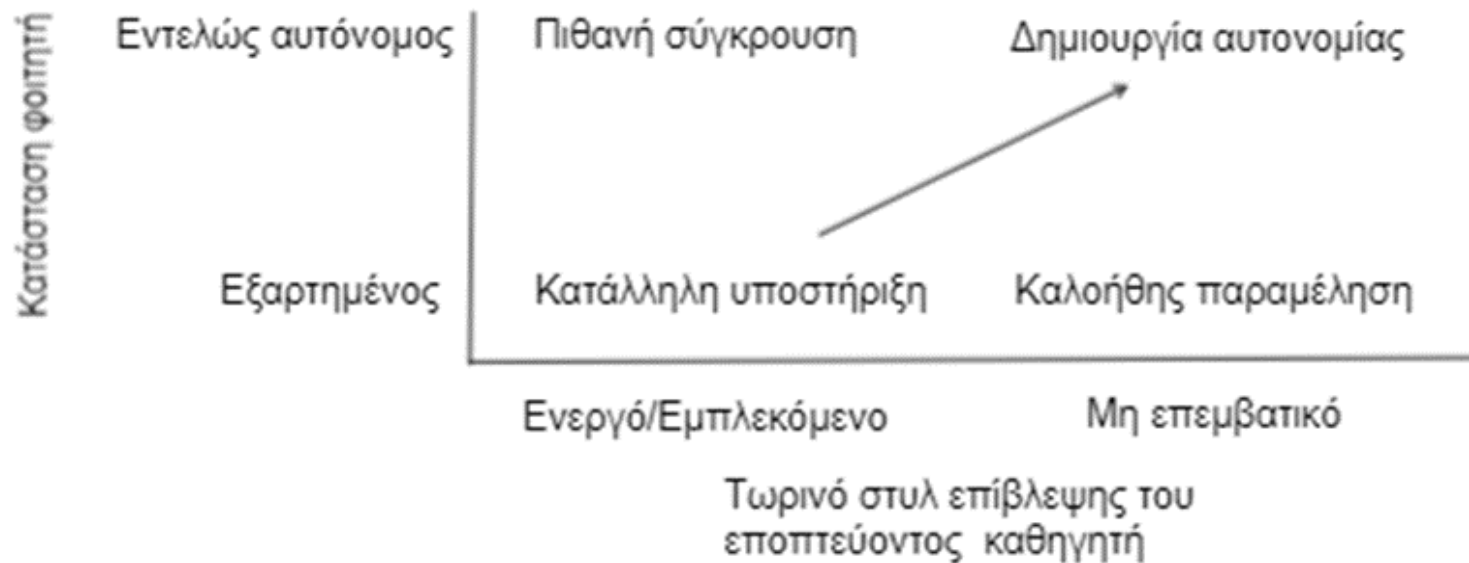 Κατάσταση φοιτητή
Εντελώς αυτόνομος Πιθανή σύγκρουση Δημιουργία αυτονομίας
Εξαρτημένος Κατάλληλη υποστήριξη Καλοήθης παραμέληση
Ενεργό/Εμπλεκόμενο Μη επεμβατικό
Τωρινό στυλ επίβλεψης του
εποπτεύοντος καθηγητή